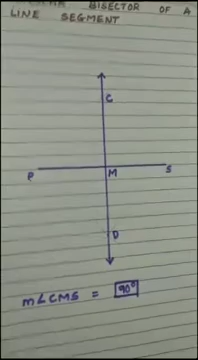 BISECTOR OF A
LINE SEGMENT
C
P M S
D
m∠CMS = 90°